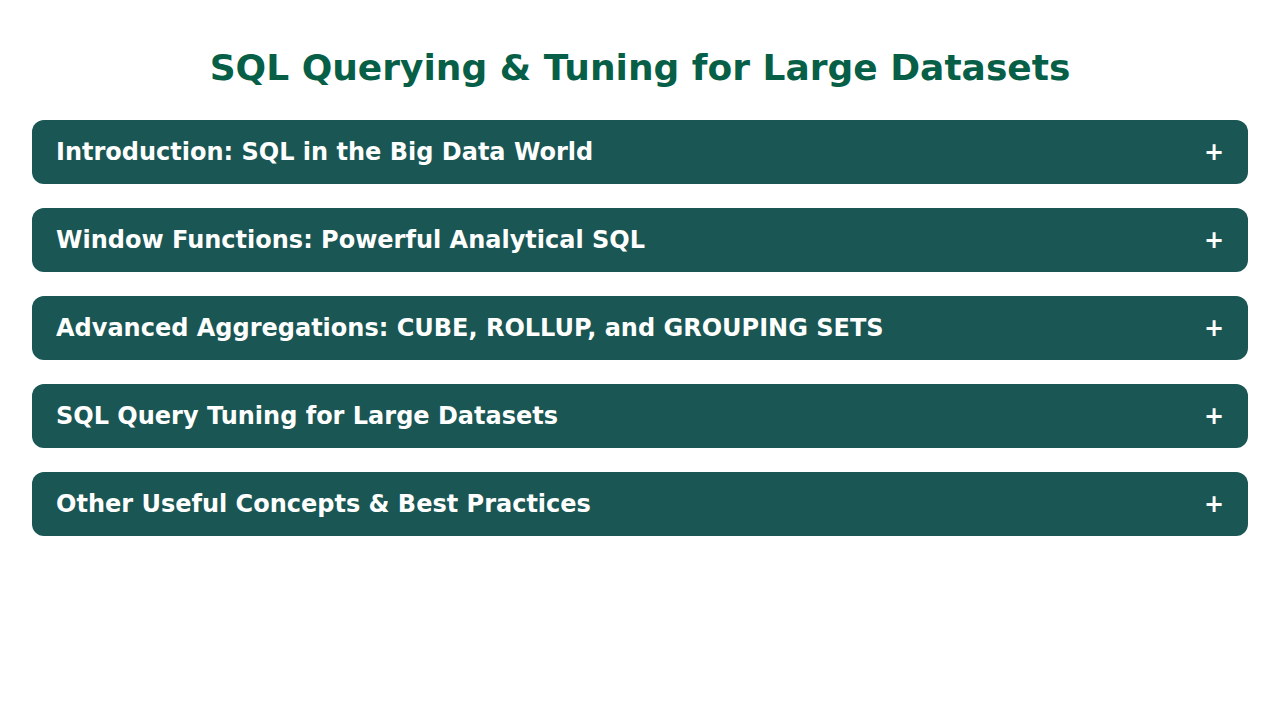 SQL Querying & Tuning for Large Datasets
Introduction: SQL in the Big Data World +
Window Functions: Powerful Analytical SQL +
Advanced Aggregations: CUBE, ROLLUP, and GROUPING SETS +
SQL Query Tuning for Large Datasets +
Other Useful Concepts & Best Practices +